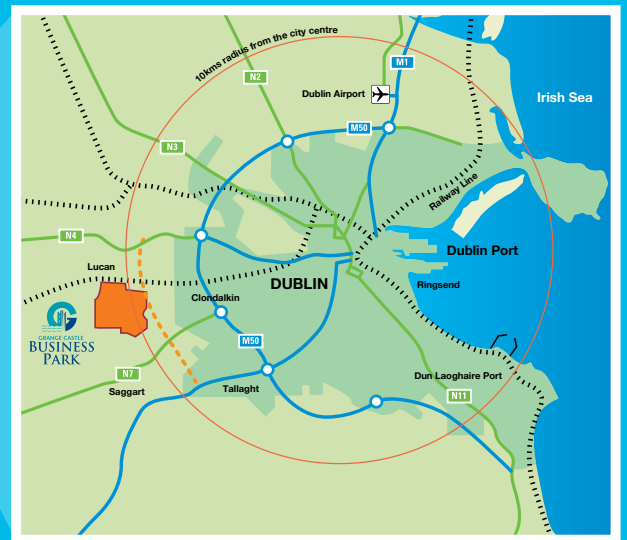 10kms radius from the city centre
M1
N2
Dublin Airport
Irish Sea
M50
N3
Railway Line
N4
Dublin Port
Lucan
DUBLIN
Ringsend
Clondalkin
GRANGE CASTLE
BUSINESS
PARK
M50
N7
Dun Laoghaire Port
Saggart
Tallaght
N11